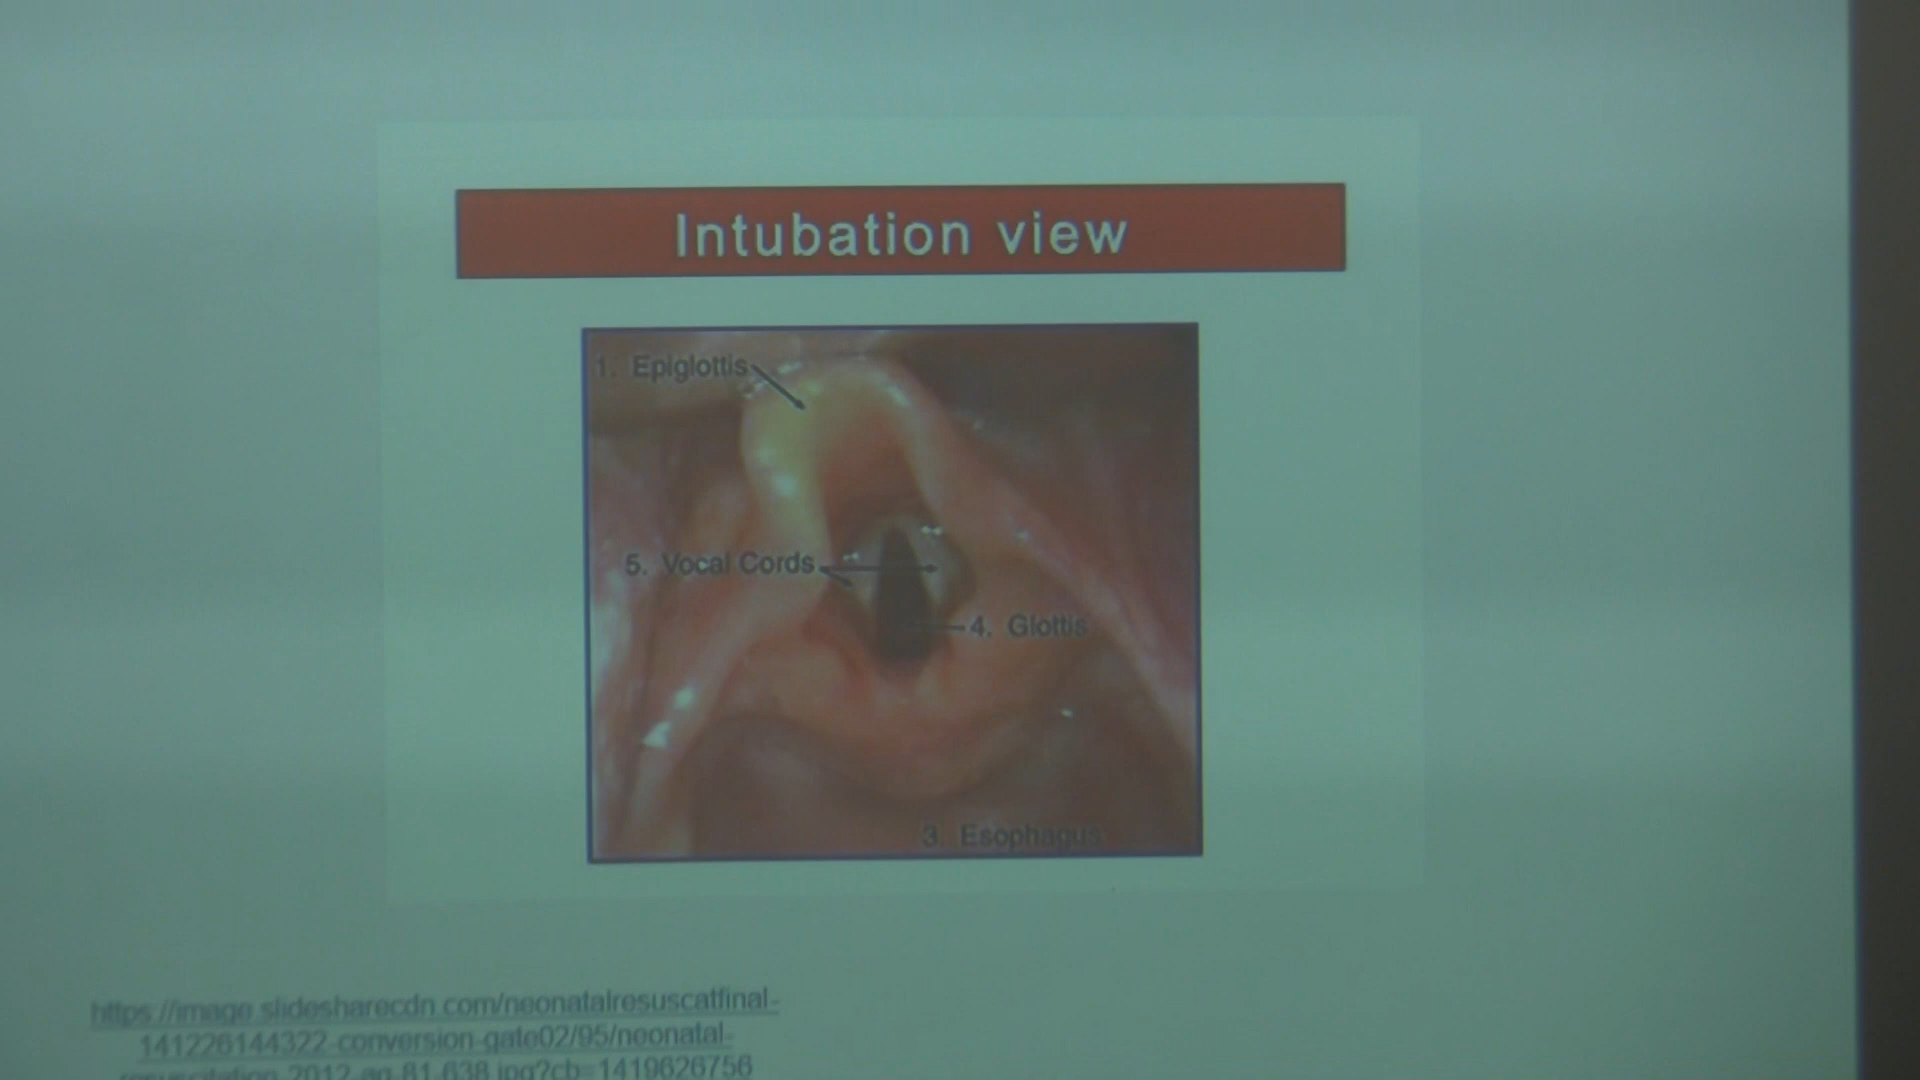 Intubation view
1. Epiglottis
5. Vocal Cords
4. Glottis
3. Esophagus
https://image.slidesharecdn.com/neonatalresuscatfinal-
141226144322-conversion-gate02/95/neonatal-
resuscitation-2012-ag-81-638.jpg?cb=1419626756